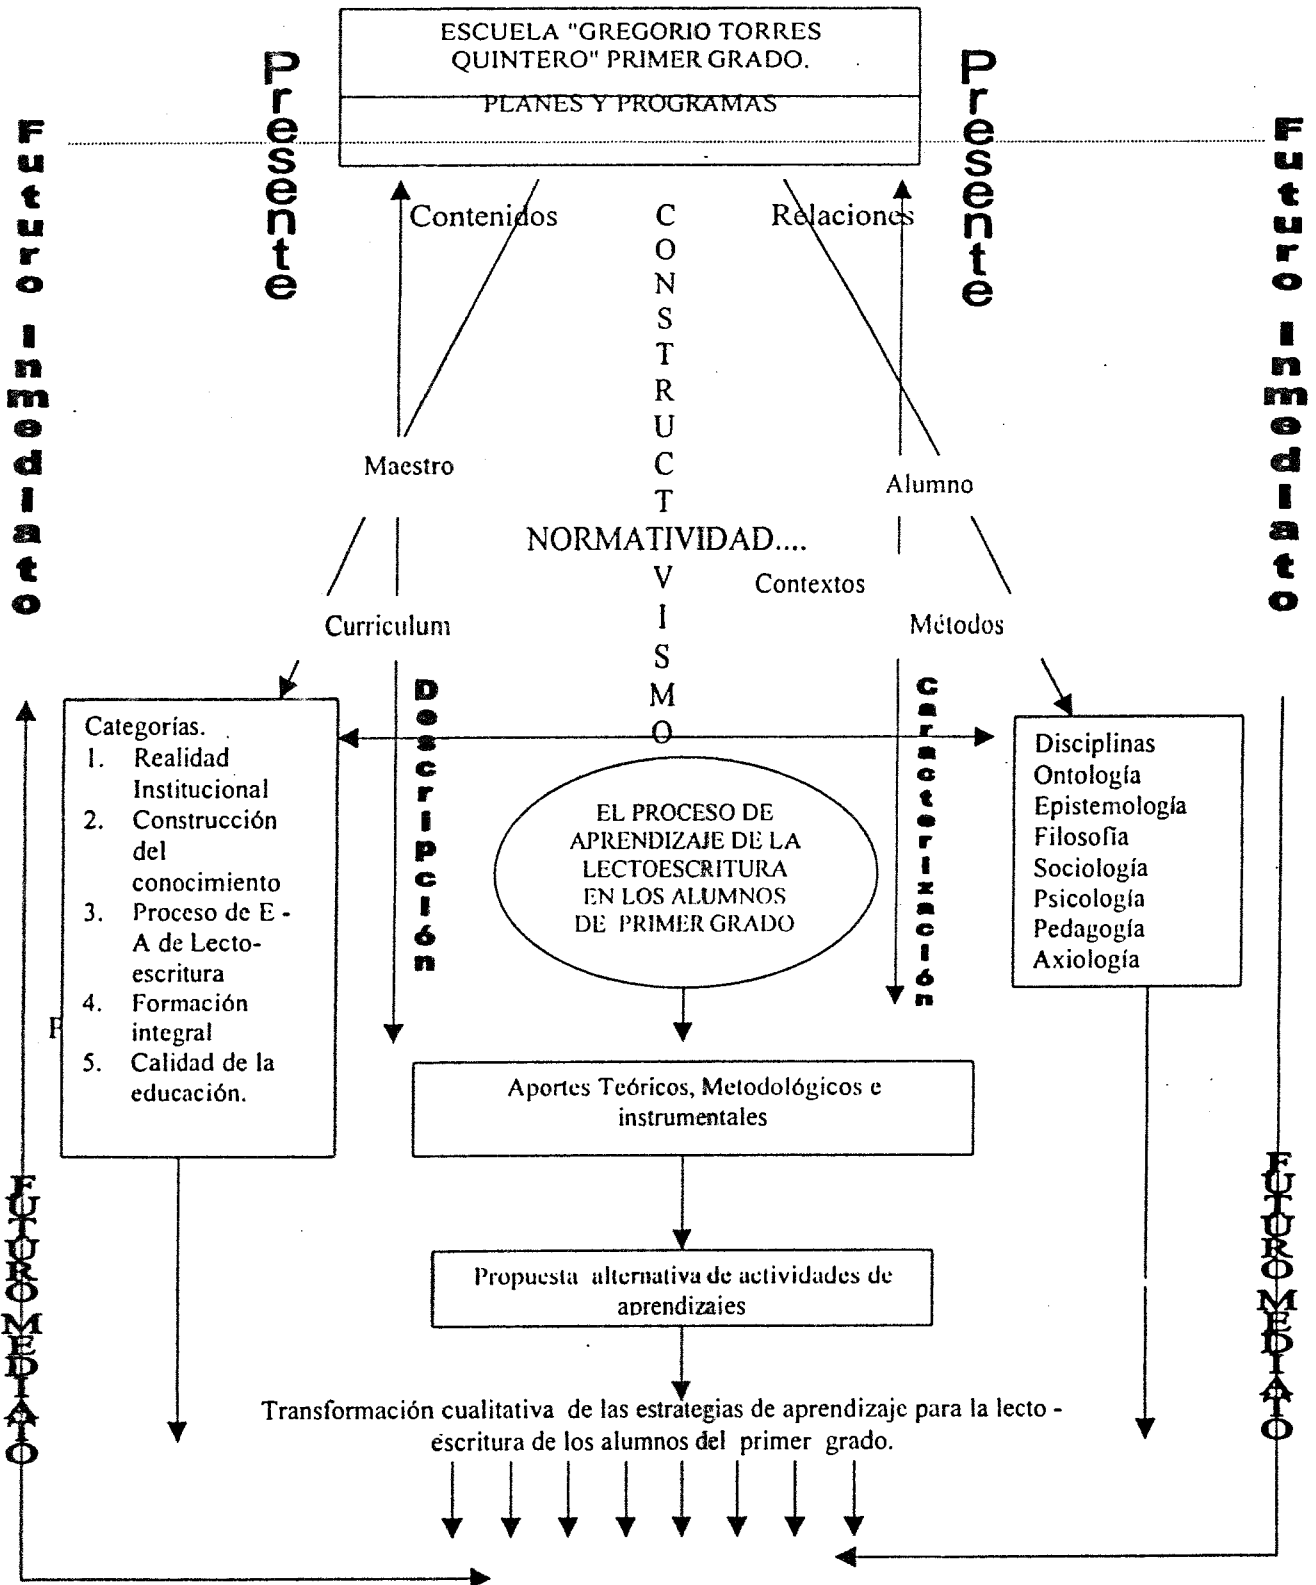 ESCUELA "GREGORIO TORRES
QUINTERO" PRIMER GRADO.
PLANES Y PROGRAMAS
Presente
Presente
Futuro Inmediato
Futuro Inmediato
Contenidos
Relaciones
CONSTRUCTIVISMO
Maestro
Alumno
NORMATIVIDAD....
Contextos
Curriculum
Métodos
Descripción
Caracterización
Categorías.
1. Realidad
Institucional
2. Construcción
del
conocimiento
3. Proceso de E -
A de Lecto-
escritura
4. Formación
integral
5. Calidad de la
educación.
EL PROCESO DE
APRENDIZAJE DE LA
LECTOESCRITURA
EN LOS ALUMNOS
DE PRIMER GRADO
Disciplinas
Ontología
Epistemología
Filosofía
Sociología
Psicología
Pedagogía
Axiología
Aportes Teóricos, Metodológicos e
instrumentales
Propuesta alternativa de actividades de
aprendizajes
FUTURO MEDIATO
FUTURO MEDIATO
Transformación cualitativa de las estrategias de aprendizaje para la lecto -
escritura de los alumnos del primer grado.